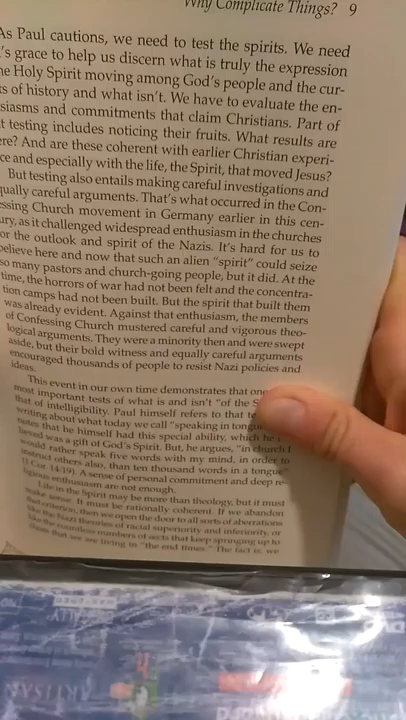 Why Complicate Things? 9
As Paul cautions, we need to test the spirits. We need
's grace to help us discern what is truly the expression
he Holy Spirit moving among God's people and the cur-
s of history and what isn't. We have to evaluate the en-
siasms and commitments that claim Christians. Part of
t testing includes noticing their fruits. What results are
ere? And are these coherent with earlier Christian experi-
ce and especially with the life, the Spirit, that moved Jesus?
But testing also entails making careful investigations and
qually careful arguments. That's what occurred in the Con-
ssing Church movement in Germany earlier in this cen-
ury, as it challenged widespread enthusiasm in the churches
or the outlook and spirit of the Nazis. It's hard for us to
believe here and now that such an alien "spirit" could seize
so many pastors and church-going people, but it did. At the
time, the horrors of war had not been felt and the concentra-
tion camps had not been built. But the spirit that built them
was already evident. Against that enthusiasm, the members
of Confessing Church mustered careful and vigorous theo-
logical arguments. They were a minority then and were swept
aside, but their bold witness and equally careful arguments
encouraged thousands of people to resist Nazi policies and
ideas.
This event in our own time demonstrates that one
most important tests of what is and isn't "of the S
that of intelligibility. Paul himself refers to that te
writing about what today we call "speaking in tongu
notes that he himself had this special ability, which he
lieved was a gift of God's Spirit. But, he argues, "in church I
would rather speak five words with my mind, in order to
instruct others also, than ten thousand words in a tongue"
(1 Cor 14:19). A sense of personal commitment and deep re-
ligious enthusiasm are not enough.
Life in the Spirit may be more than theology, but it must
make sense. It must be rationally coherent. If we abandon
that criterion, then we open the door to all sorts of aberrations
like the Nazi theories of racial superiority and inferiority, or
like the countless numbers of sects that keep springing up to
that we are living in "the end times." The fact is, we
ARTISAN